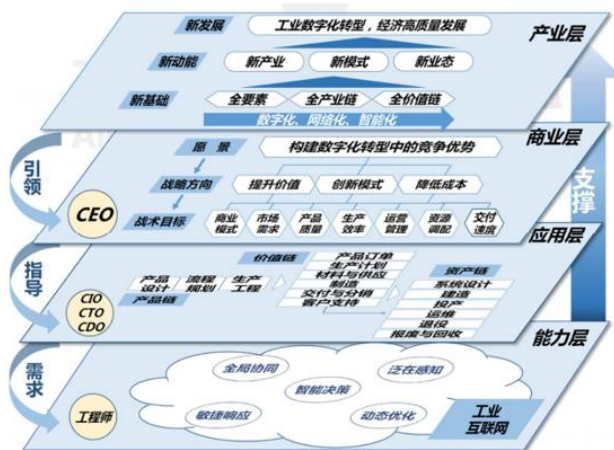 新发展
工业数字化转型，经济高质量发展
产业层
新动能
新产业
新模式
新业态
新基础
全要素
全产业链
全价值链
数字化、网络化、智能化
引领
CEO
愿 景
构建数字化转型中的竞争优势
商业层
战略方向
提升价值
创新模式
降低成本
战术目标
商业
模式
市场
需求
产品
质量
生产
效率
运营
管理
资源
调配
交付
速度
支撑
指导
CIO
CTO
CDO
应用层
价值链
产品订单
生产计划
材料与供应
制造
交付与分销
客户支持
产品
设计
流程
规划
生产
工程
产品链
资产链
系统设计
建造
投产
运维
退役
报废与回收
需求
工程师
能力层
全局协同
泛在感知
智能决策
敏捷响应
动态优化
工业
互联网